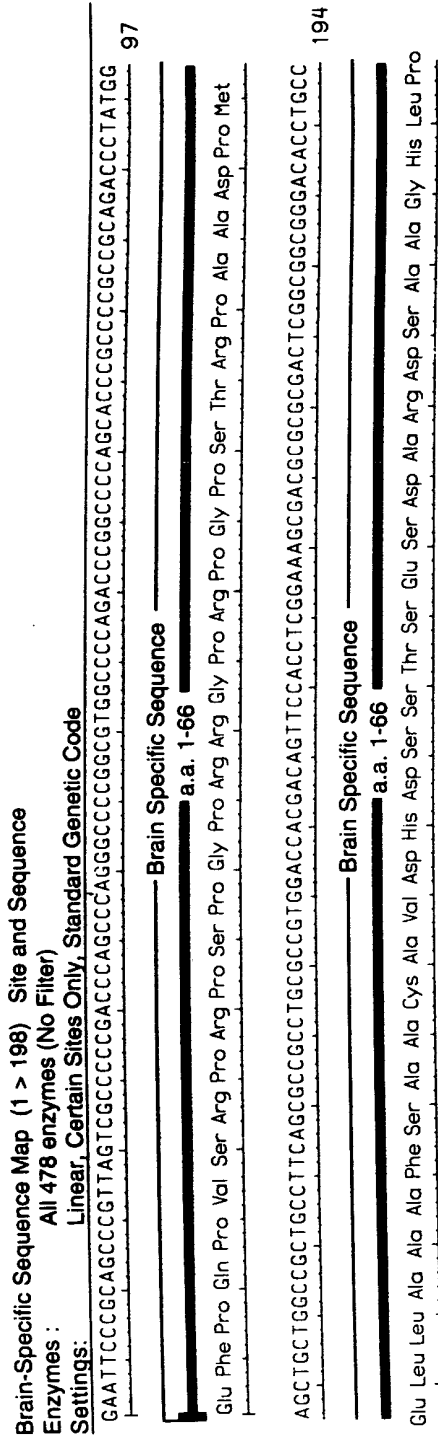 Brain-Specific Sequence Map (1 > 198) Site and Sequence
Enzymes : All 478 enzymes (No Filter)
Settings: Linear, Certain Sites Only, Standard Genetic Code
GAATTCCCGCAGCCCGTTAGTCGCCCCCGACCCAGCCCAGGGCCCCGGCGTGGCCCCAGACCCGGCCCCAGCACCCGCCCCGCCGCAGACCCTATGG 97
Brain Specific Sequence
a.a. 1-66
Glu Phe Pro Gln Pro Val Ser Arg Pro Arg Pro Ser Pro Gly Pro Arg Arg Gly Pro Arg Pro Gly Pro Ser Thr Arg Pro Ala Ala Asp Pro Met
AGCTGCTGGCCGCTGCCTTCAGCGCCGCCTGCGCCGTGGACCACGACAGTTCCACCTCGGAAAGCGACGCGCGCGACTCGGCGGCGGGACACCTGCC 194
Brain Specific Sequence
a.a. 1-66
Glu Leu Leu Ala Ala Ala Phe Ser Ala Ala Cys Ala Val Asp His Asp Ser Ser Thr Ser Glu Ser Asp Ala Arg Asp Ser Ala Ala Gly His Leu Pro